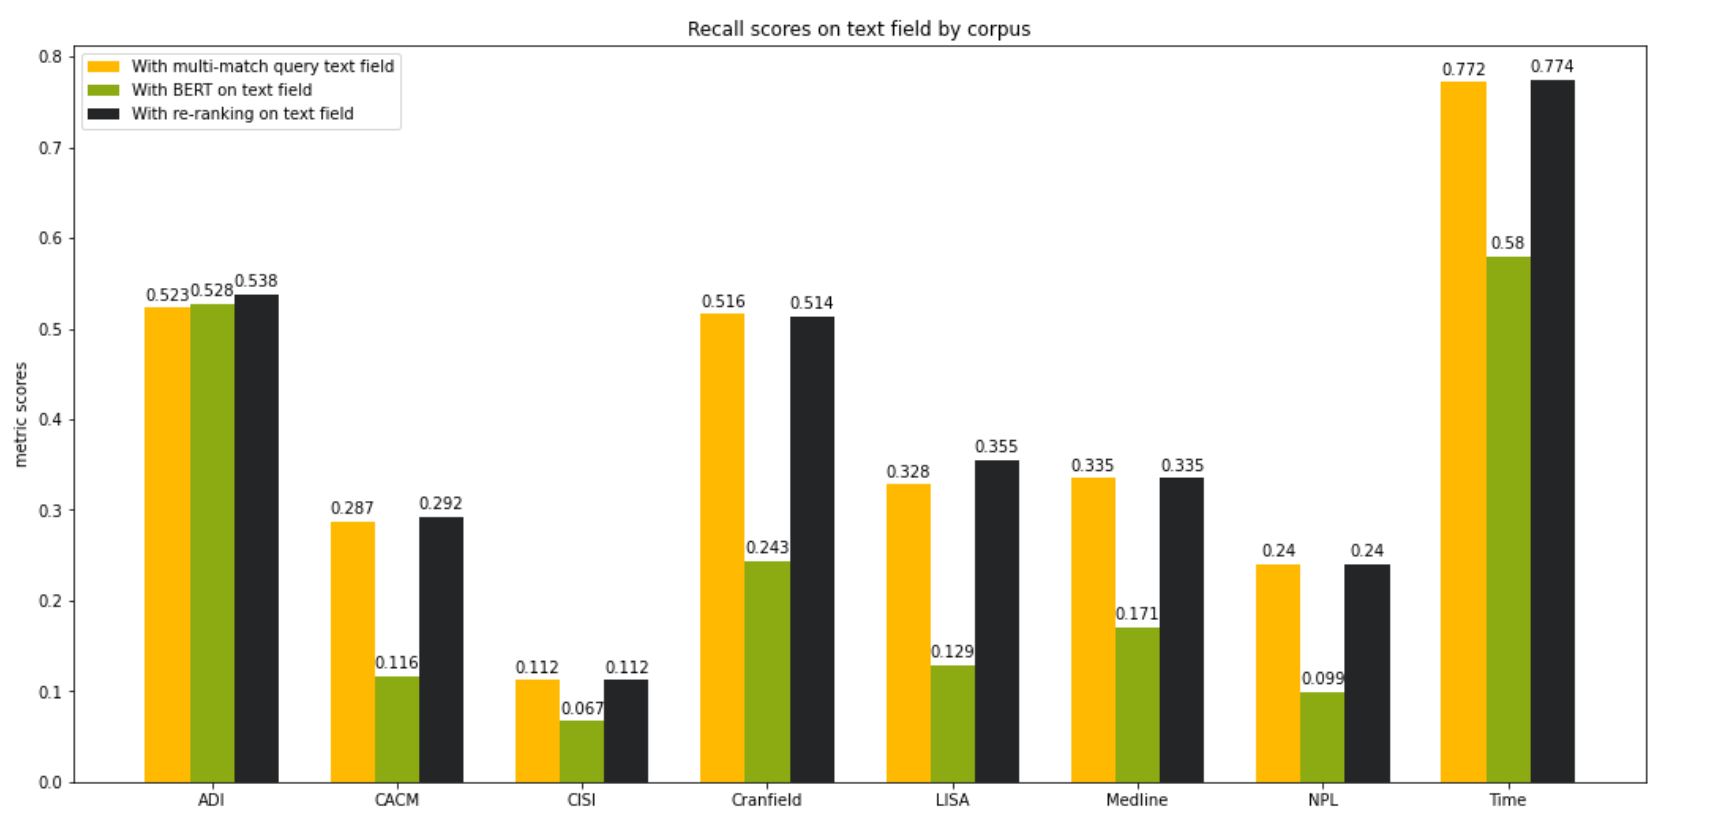 Recall scores on text field by corpus
With multi-match query text field
With BERT on text field
With re-ranking on text field
metric scores
0.8
0.7
0.6
0.5
0.4
0.3
0.2
0.1
0.0
0.523 0.528 0.538
0.287 0.116 0.292
0.112 0.067 0.112
0.516 0.243 0.514
0.328 0.129 0.355
0.335 0.171 0.335
0.24 0.099 0.24
0.772 0.58 0.774
ADI CACM CISI Cranfield LISA Medline NPL Time